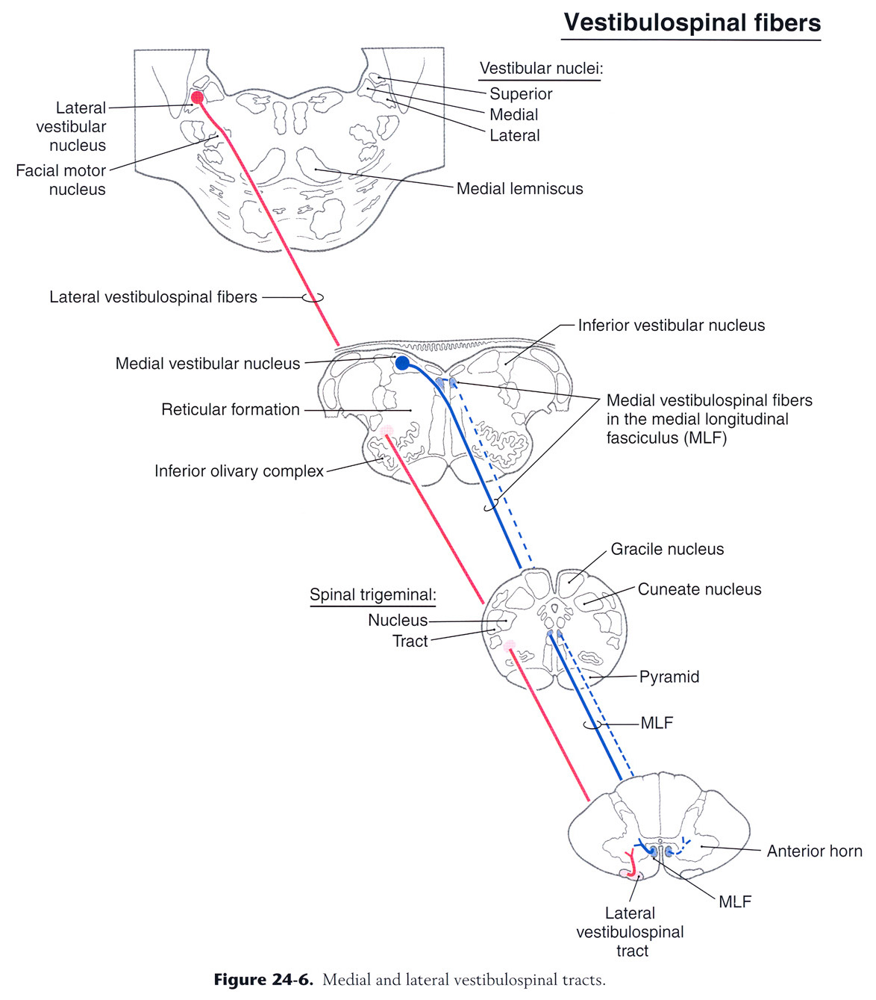 Vestibulospinal fibers
Vestibular nuclei:
Superior
Medial
Lateral
Lateral
vestibular
nucleus
Facial motor
nucleus
Medial lemniscus
Lateral vestibulospinal fibers
Inferior vestibular nucleus
Medial vestibular nucleus
Reticular formation
Medial vestibulospinal fibers
in the medial longitudinal
fasciculus (MLF)
Inferior olivary complex
Gracile nucleus
Cuneate nucleus
Spinal trigeminal:
Nucleus
Tract
Pyramid
MLF
Anterior horn
MLF
Lateral
vestibulospinal
tract
Figure 24-6. Medial and lateral vestibulospinal tracts.